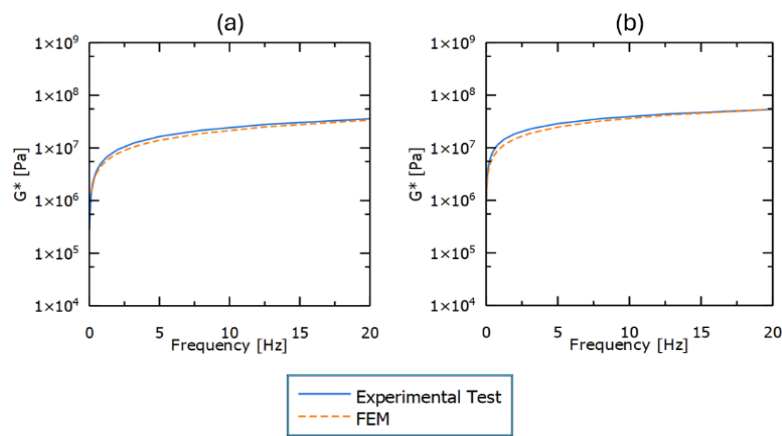 (a)
(b)
1×10⁹
1×10⁸
1×10⁷
1×10⁶
1×10⁵
1×10⁴
G* [Pa]
0
5
10
15
20
Frequency [Hz]
1×10⁹
1×10⁸
1×10⁷
1×10⁶
1×10⁵
1×10⁴
G* [Pa]
0
5
10
15
20
Frequency [Hz]
Experimental Test
FEM